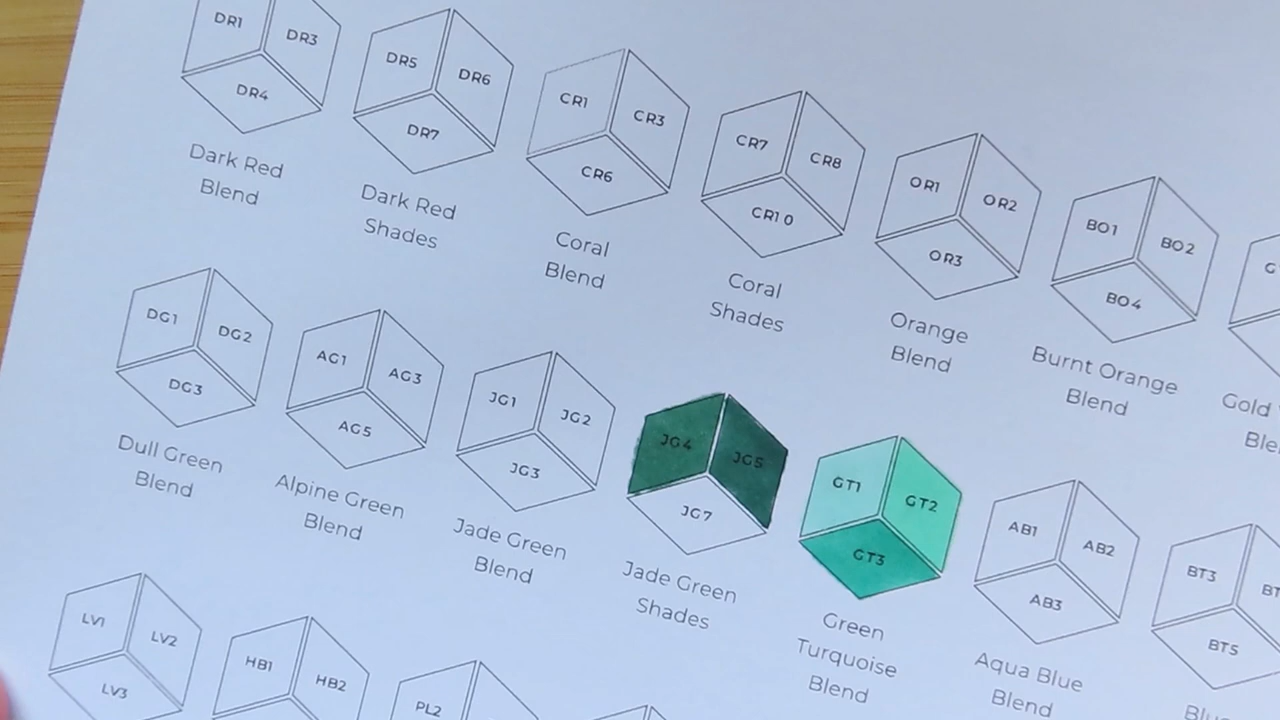 DR1
DR3
DR4
Dark Red
Blend
DR5
DR6
DR7
Dark Red
Shades
CR1
CR3
CR6
Coral
Blend
CR7
CR8
CR1 0
Coral
Shades
OR1
OR2
OR3
Orange
Blend
BO1
BO2
BO4
Burnt Orange
Blend
Gold
DG1
DG2
DG3
Dull Green
Blend
AG1
AG3
AG5
Alpine Green
Blend
JG1
JG2
JG3
Jade Green
Blend
JG4
JG5
JG7
Jade Green
Shades
GT1
GT2
GT3
Green
Turquoise
Blend
AB1
AB2
AB3
Aqua Blue
Blend
BT3
BT5
LV1
LV2
LV3
HB1
HB2
PL2